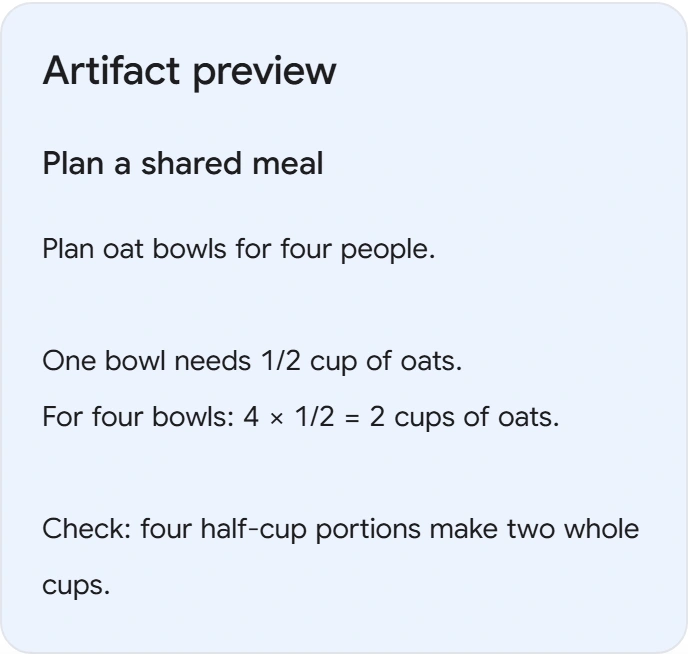 Artifact preview
Plan a shared meal
Plan oat bowls for four people.
One bowl needs 1/2 cup of oats.
For four bowls: 4 × 1/2 = 2 cups of oats.
Check: four half-cup portions make two whole
cups.